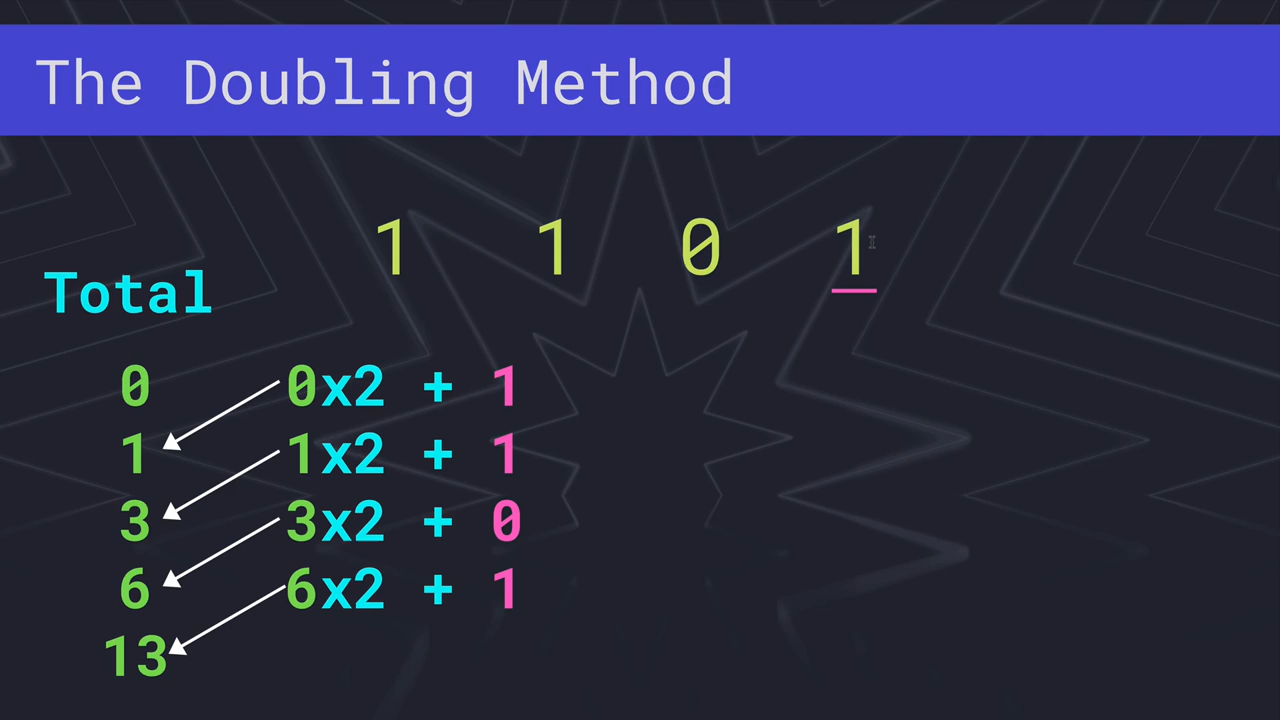 The Doubling Method
1 1 0 1
Total
0 0x2 + 1
1 1x2 + 1
3 3x2 + 0
6 6x2 + 1
13